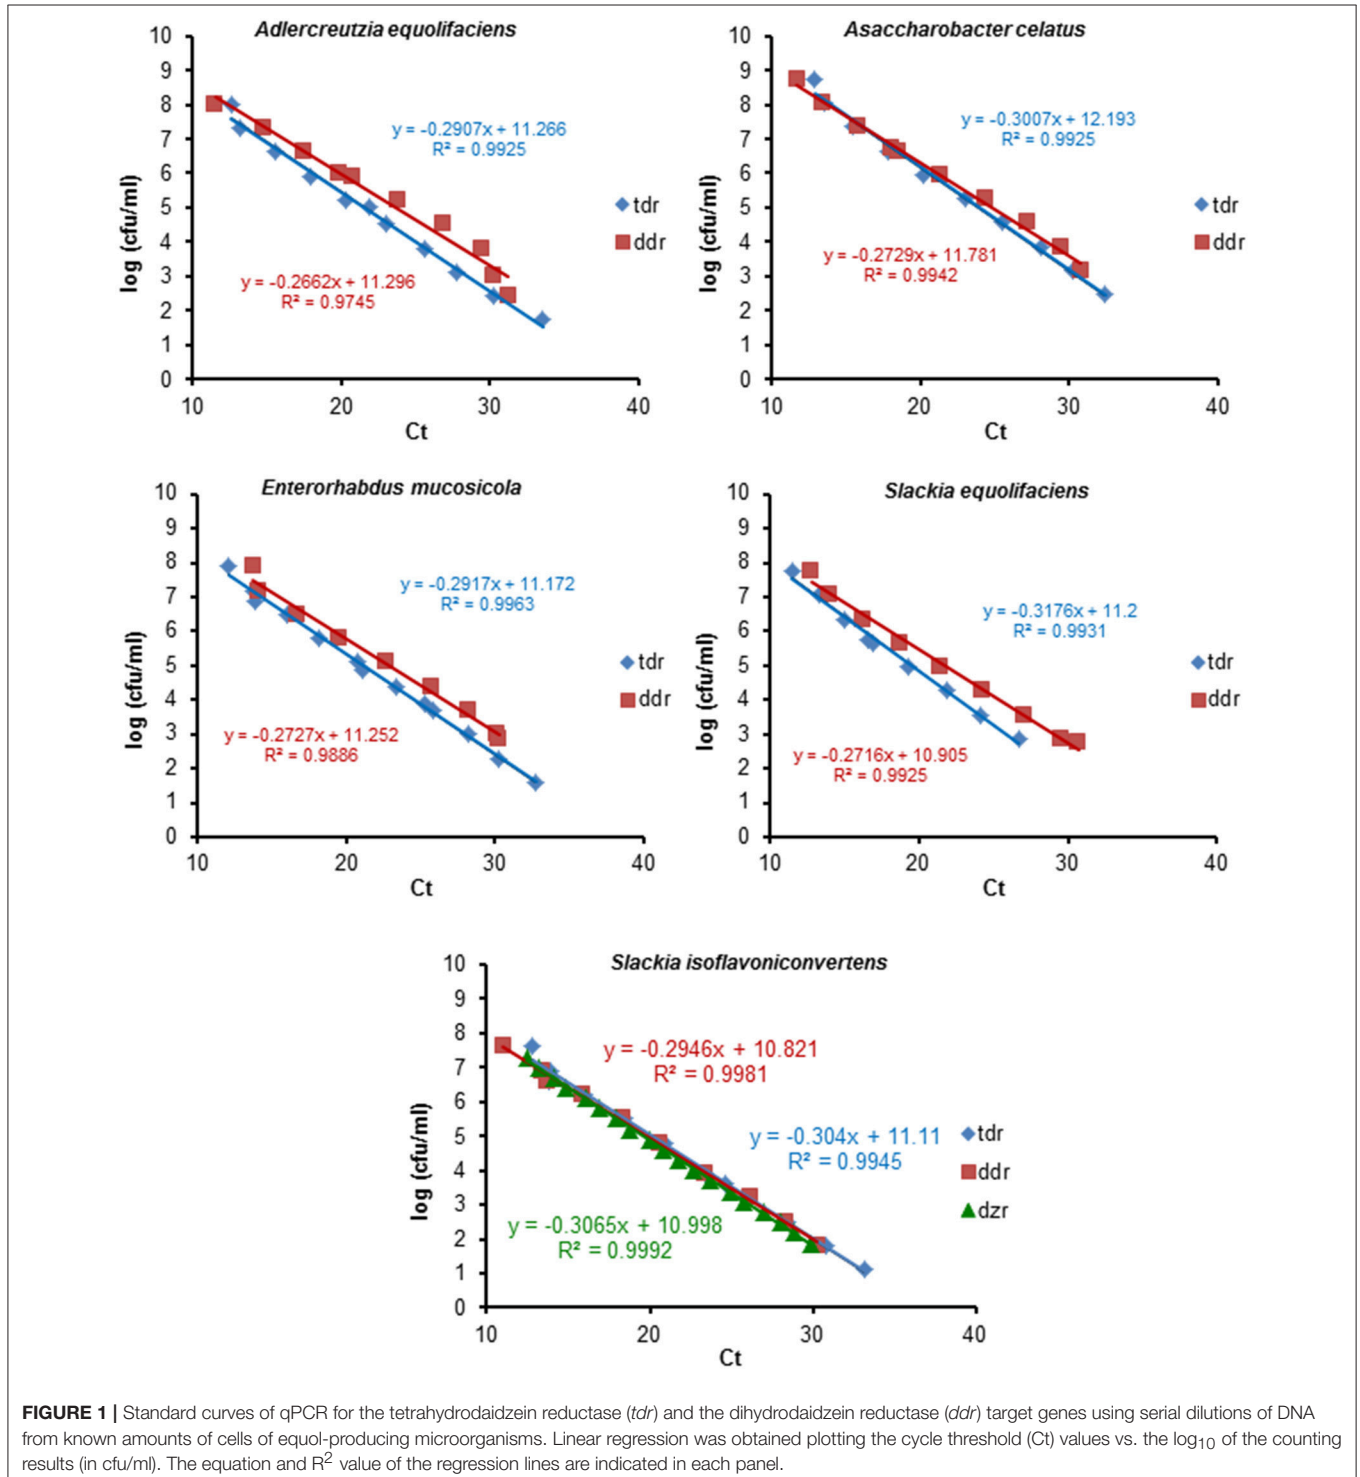 Adlercreutzia equolifaciens
10
9
8
7
6
5
4
3
2
1
0
log (cfu/ml)
y = -0.2907x + 11.266
R² = 0.9925
y = -0.2662x + 11.296
R² = 0.9745
tdr
ddr
10 20 30 40
Ct
Asaccharobacter celatus
10
9
8
7
6
5
4
3
2
1
0
log (cfu/ml)
y = -0.3007x + 12.193
R² = 0.9925
y = -0.2729x + 11.781
R² = 0.9942
tdr
ddr
10 20 30 40
Ct
Enterorhabdus mucosicola
10
9
8
7
6
5
4
3
2
1
0
log (cfu/ml)
y = -0.2917x + 11.172
R² = 0.9963
y = -0.2727x + 11.252
R² = 0.9886
tdr
ddr
10 20 30 40
Ct
Slackia equolifaciens
10
9
8
7
6
5
4
3
2
1
0
log (cfu/ml)
y = -0.3176x + 11.2
R² = 0.9931
y = -0.2716x + 10.905
R² = 0.9925
tdr
ddr
10 20 30 40
Ct
Slackia isoflavoniconvertens
10
9
8
7
6
5
4
3
2
1
0
log (cfu/ml)
y = -0.2946x + 10.821
R² = 0.9981
y = -0.304x + 11.11
R² = 0.9945
y = -0.3065x + 10.998
R² = 0.9992
tdr
ddr
dzr
10 20 30 40
Ct
FIGURE 1 | Standard curves of qPCR for the tetrahydrodaidzein reductase (tdr) and the dihydrodaidzein reductase (ddr) target genes using serial dilutions of DNA
from known amounts of cells of equol-producing microorganisms. Linear regression was obtained plotting the cycle threshold (Ct) values vs. the log10 of the counting
results (in cfu/ml). The equation and R² value of the regression lines are indicated in each panel.